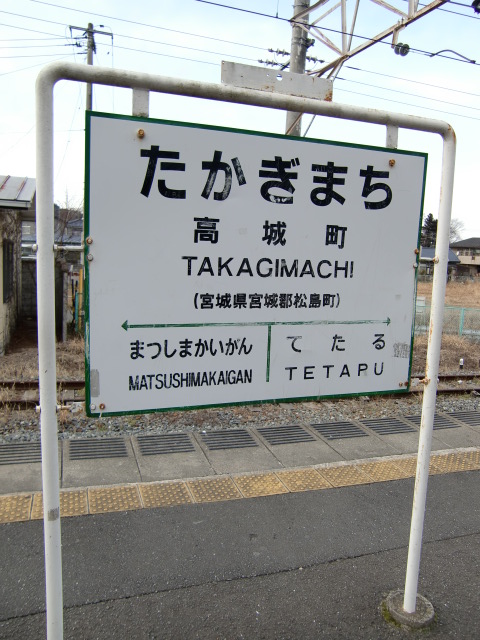 たかぎまち
高城町
TAKAGIMACHI
(宮城県宮城郡松島町)
まつしまかいがん てたる
MATSUSHIMAKAIGAN TETARU